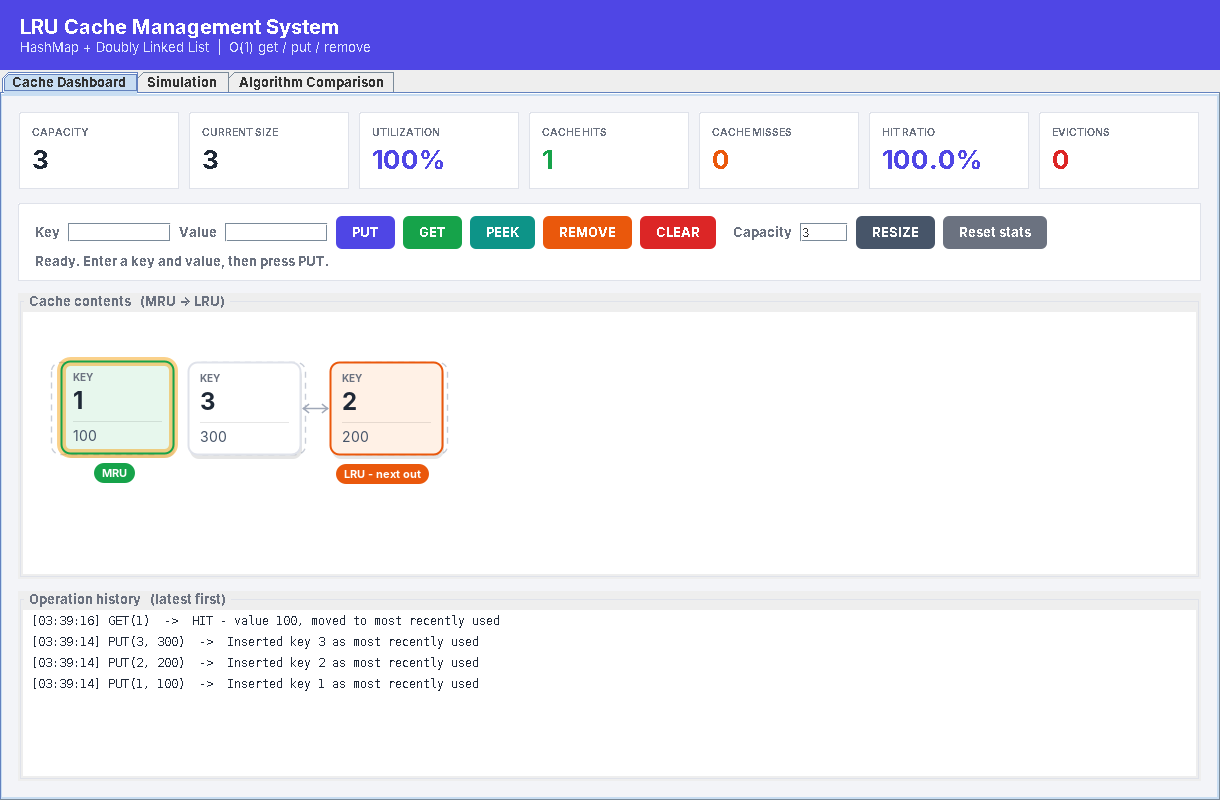 LRU Cache Management System
HashMap + Doubly Linked List | O(1) get / put / remove
Cache Dashboard Simulation Algorithm Comparison
CAPACITY CURRENT SIZE UTILIZATION CACHE HITS CACHE MISSES HIT RATIO EVICTIONS
3 3 100% 1 0 100.0% 0
Key Value PUT GET PEEK REMOVE CLEAR Capacity 3 RESIZE Reset stats
Ready. Enter a key and value, then press PUT.
Cache contents (MRU → LRU)
KEY KEY KEY
1 3 2
100 300 200
MRU LRU - next out
Operation history (latest first)
[03:39:16] GET(1) -> HIT - value 100, moved to most recently used
[03:39:14] PUT(3, 300) -> Inserted key 3 as most recently used
[03:39:14] PUT(2, 200) -> Inserted key 2 as most recently used
[03:39:14] PUT(1, 100) -> Inserted key 1 as most recently used